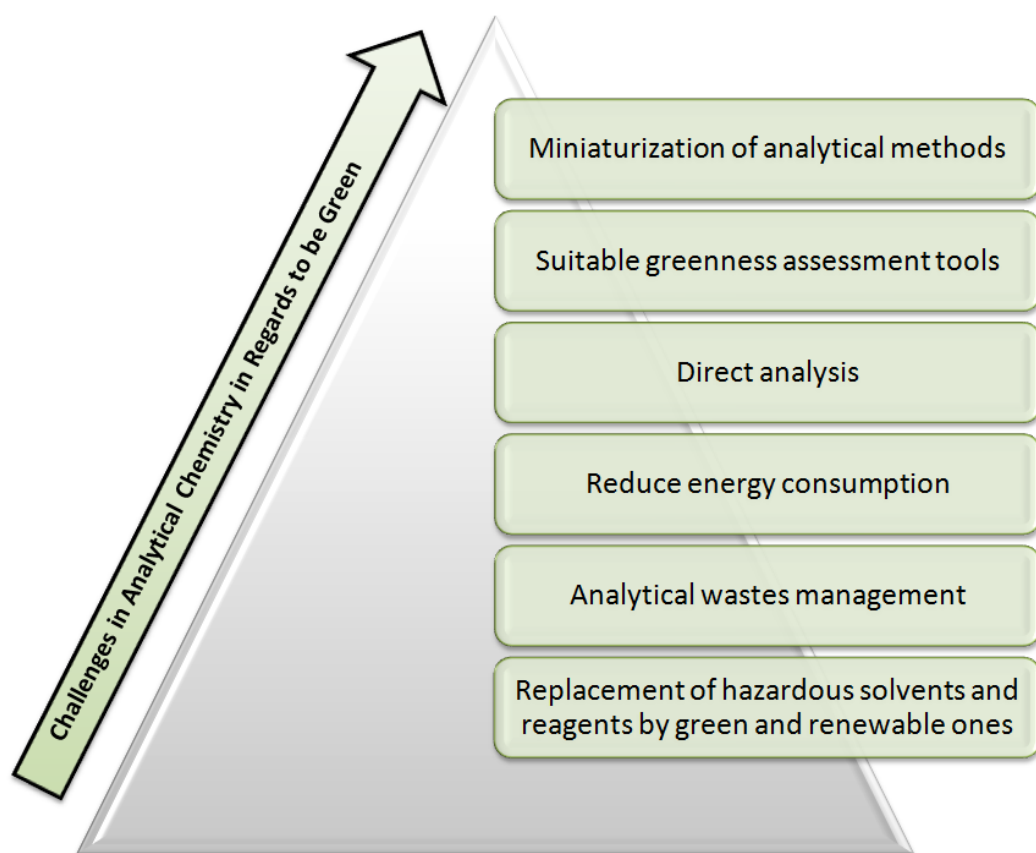 Challenges in Analytical Chemistry in Regards to be Green
Miniaturization of analytical methods
Suitable greenness assessment tools
Direct analysis
Reduce energy consumption
Analytical wastes management
Replacement of hazardous solvents and
reagents by green and renewable ones